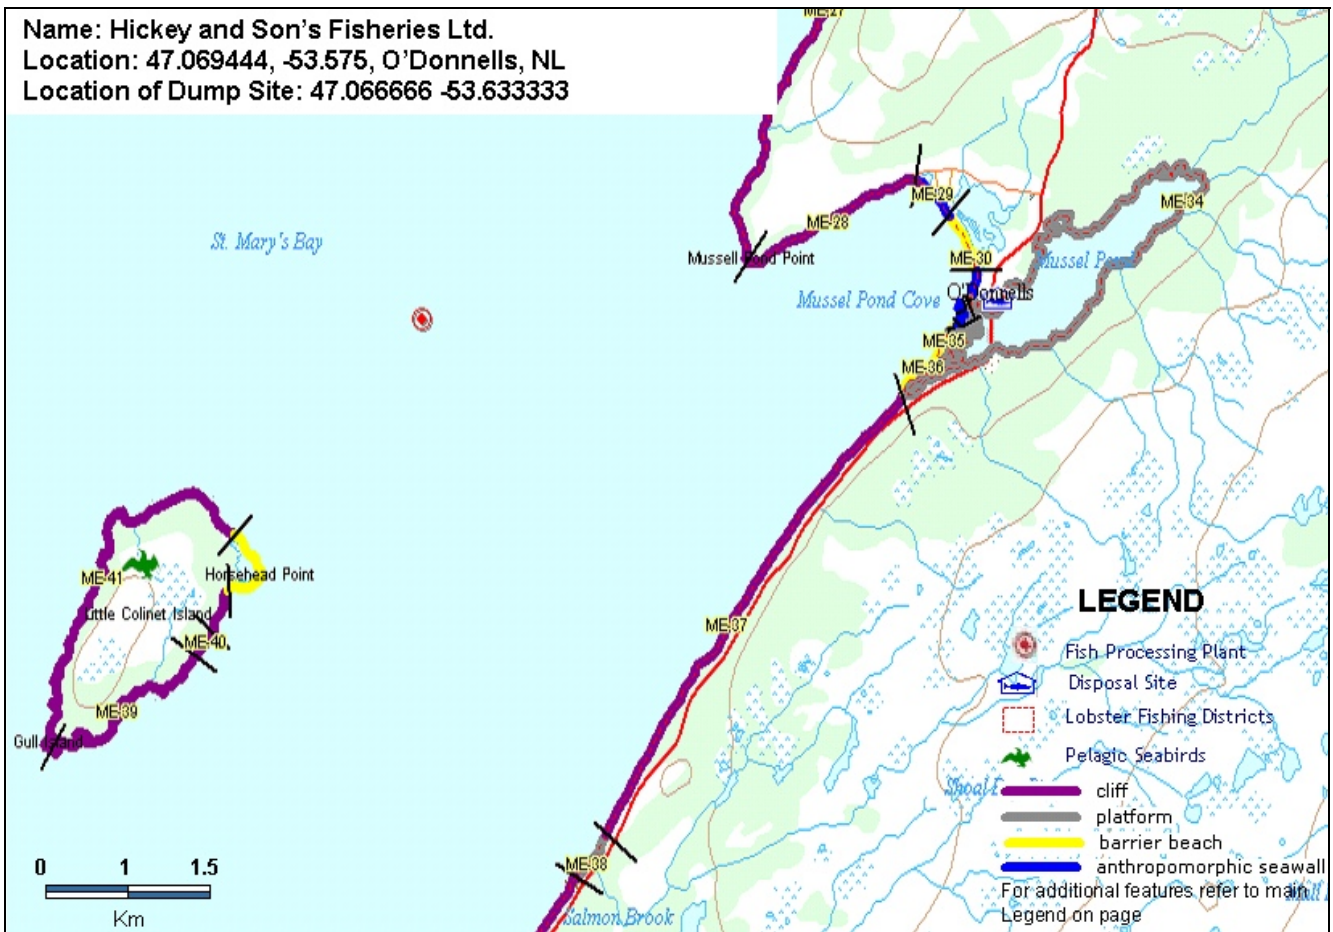 Name: Hickey and Son's Fisheries Ltd.
Location: 47.069444, -53.575, O'Donnells, NL
Location of Dump Site: 47.066666 -53.633333
ME-27
ME-29
ME-34
ME-28
St. Mary's Bay
Mussell Pond Point
ME-30
Mussel Pond
Mussel Pond Cove
O'Donnells
ME-35
ME-36
ME-41
Horsehead Point
Little Colinet Island
ME-40
ME-37
ME-39
Gull Island
ME-38
Salmon Brook
LEGEND
Fish Processing Plant
Disposal Site
Lobster Fishing Districts
Pelagic Seabirds
Shoal
cliff
platform
barrier beach
anthropomorphic seawall
For additional features refer to main
Legend on page
0 1 1.5
Km